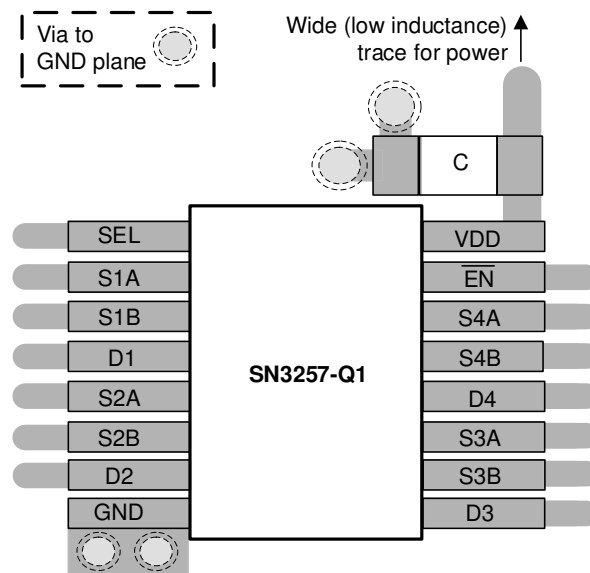 Via to
GND plane
Wide (low inductance)
trace for power
C
SEL
S1A
S1B
D1
S2A
S2B
D2
GND
SN3257-Q1
VDD
EN
S4A
S4B
D4
S3A
S3B
D3